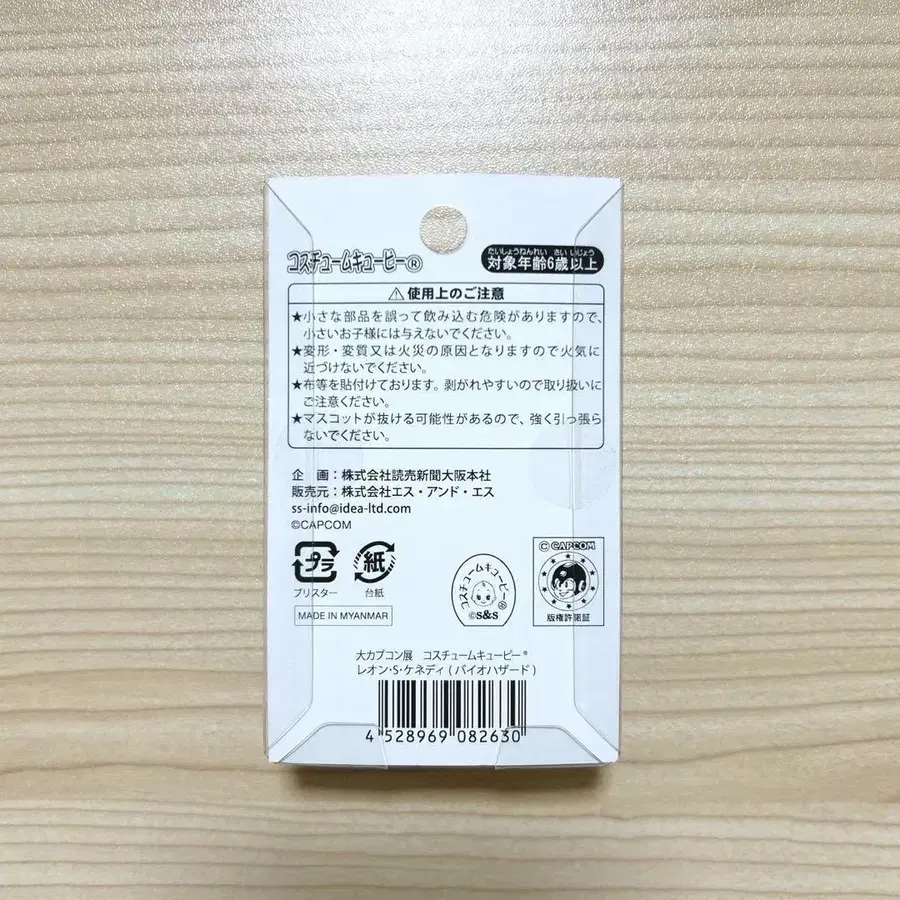 コスチュームキューピー®
たいしょうねんれい さい いじょう
対象年齢6歳以上
⚠使用上のご注意
★小さな部品を誤って飲み込む危険がありますので、
小さいお子様には与えないでください。
★変形・変質又は火災の原因となりますので火気に
近づけないでください。
★布等を貼付けております。剥がれやすいので取り扱いに
ご注意ください。
★マスコットが抜ける可能性があるので、強く引っ張ら
ないでください。
企　画：株式会社読売新聞大阪本社
販売元：株式会社エス・アンド・エス
ss-info@idea-ltd.com
©CAPCOM
プラ
ブリスター
紙
台紙
コスチュームキューピー®
©S&S
© CAPCOM
版権許諾証
MADE IN MYANMAR
大カプコン展　コスチュームキューピー®
レオン・S・ケネディ(バイオハザード)
4 528969 082630